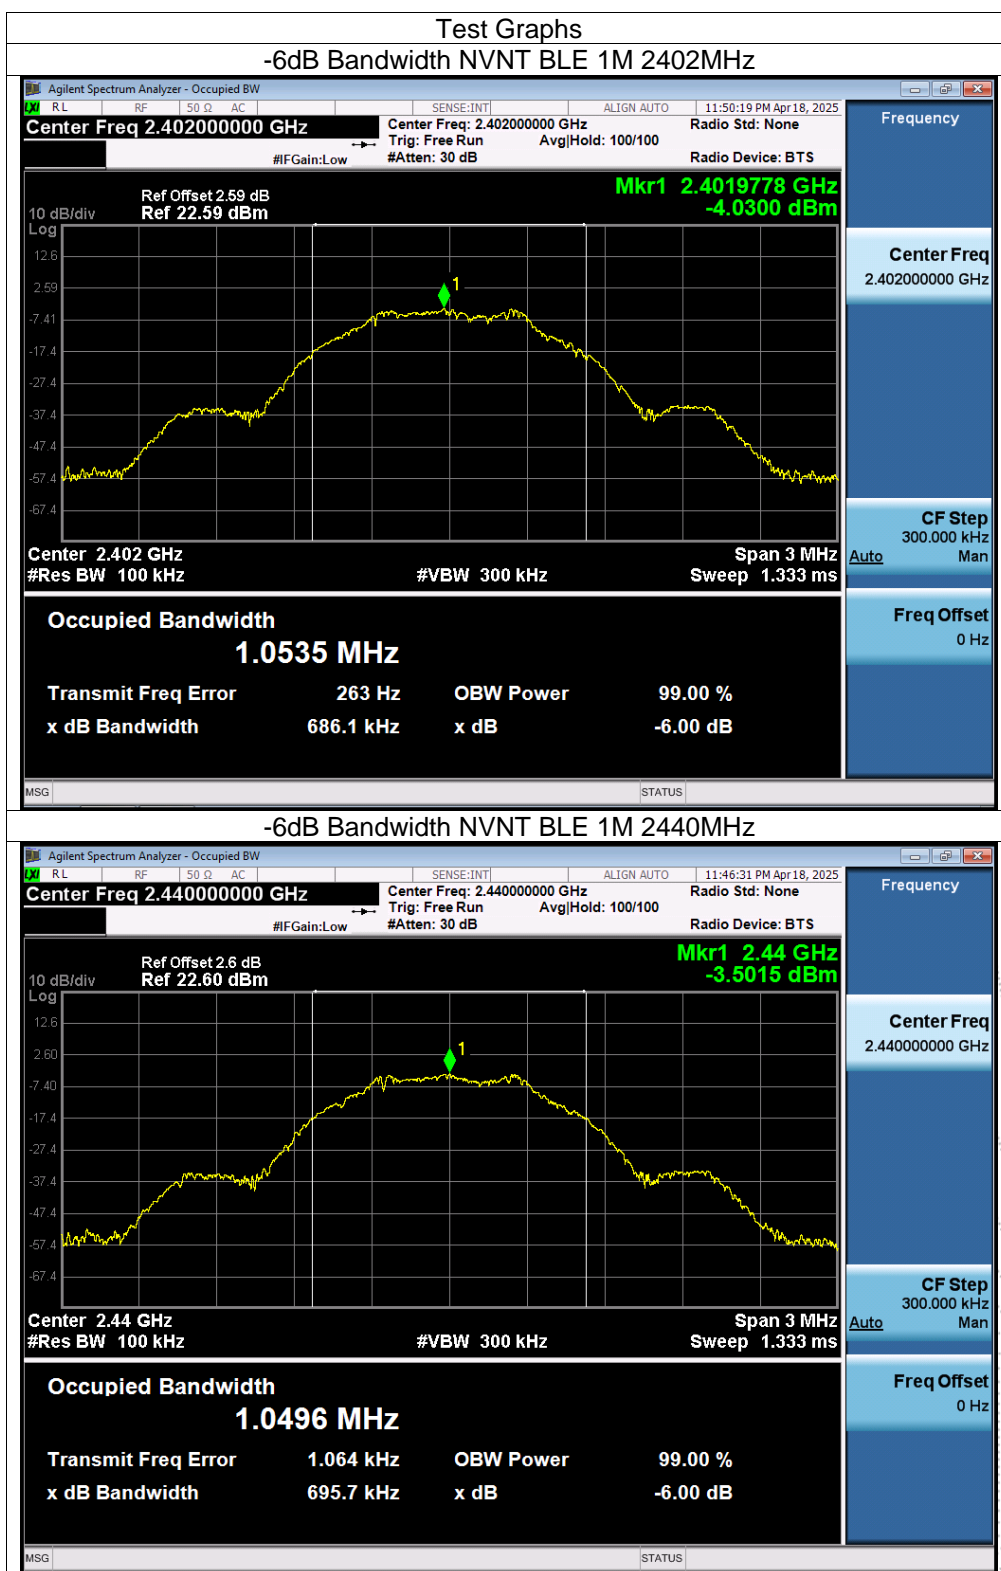 Test Graphs
-6dB Bandwidth NVNT BLE 1M 2402MHz
Agilent Spectrum Analyzer - Occupied BW
LXI RL RF 50 Ω AC SENSE:INT ALIGN AUTO 11:50:19 PM Apr 18, 2025
Center Freq 2.402000000 GHz
Center Freq: 2.402000000 GHz Radio Std: None
Trig: Free Run Avg|Hold: 100/100
#IFGain:Low #Atten: 30 dB Radio Device: BTS
Frequency
Mkr1 2.4019778 GHz
-4.0300 dBm
Ref Offset 2.59 dB
10 dB/div Ref 22.59 dBm
Log
12.6
2.59
-7.41
-17.4
-27.4
-37.4
-47.4
-57.4
-67.4
1
Center Freq
2.402000000 GHz
CF Step
300.000 kHz
Auto Man
Freq Offset
0 Hz
Center 2.402 GHz Span 3 MHz
#Res BW 100 kHz #VBW 300 kHz Sweep 1.333 ms
Occupied Bandwidth
1.0535 MHz
Transmit Freq Error 263 Hz OBW Power 99.00 %
x dB Bandwidth 686.1 kHz x dB -6.00 dB
MSG STATUS
-6dB Bandwidth NVNT BLE 1M 2440MHz
Agilent Spectrum Analyzer - Occupied BW
LXI RL RF 50 Ω AC SENSE:INT ALIGN AUTO 11:46:31 PM Apr 18, 2025
Center Freq 2.440000000 GHz
Center Freq: 2.440000000 GHz Radio Std: None
Trig: Free Run Avg|Hold: 100/100
#IFGain:Low #Atten: 30 dB Radio Device: BTS
Frequency
Mkr1 2.44 GHz
-3.5015 dBm
Ref Offset 2.6 dB
10 dB/div Ref 22.60 dBm
Log
12.6
2.60
-7.40
-17.4
-27.4
-37.4
-47.4
-57.4
-67.4
1
Center Freq
2.440000000 GHz
CF Step
300.000 kHz
Auto Man
Freq Offset
0 Hz
Center 2.44 GHz Span 3 MHz
#Res BW 100 kHz #VBW 300 kHz Sweep 1.333 ms
Occupied Bandwidth
1.0496 MHz
Transmit Freq Error 1.064 kHz OBW Power 99.00 %
x dB Bandwidth 695.7 kHz x dB -6.00 dB
MSG STATUS